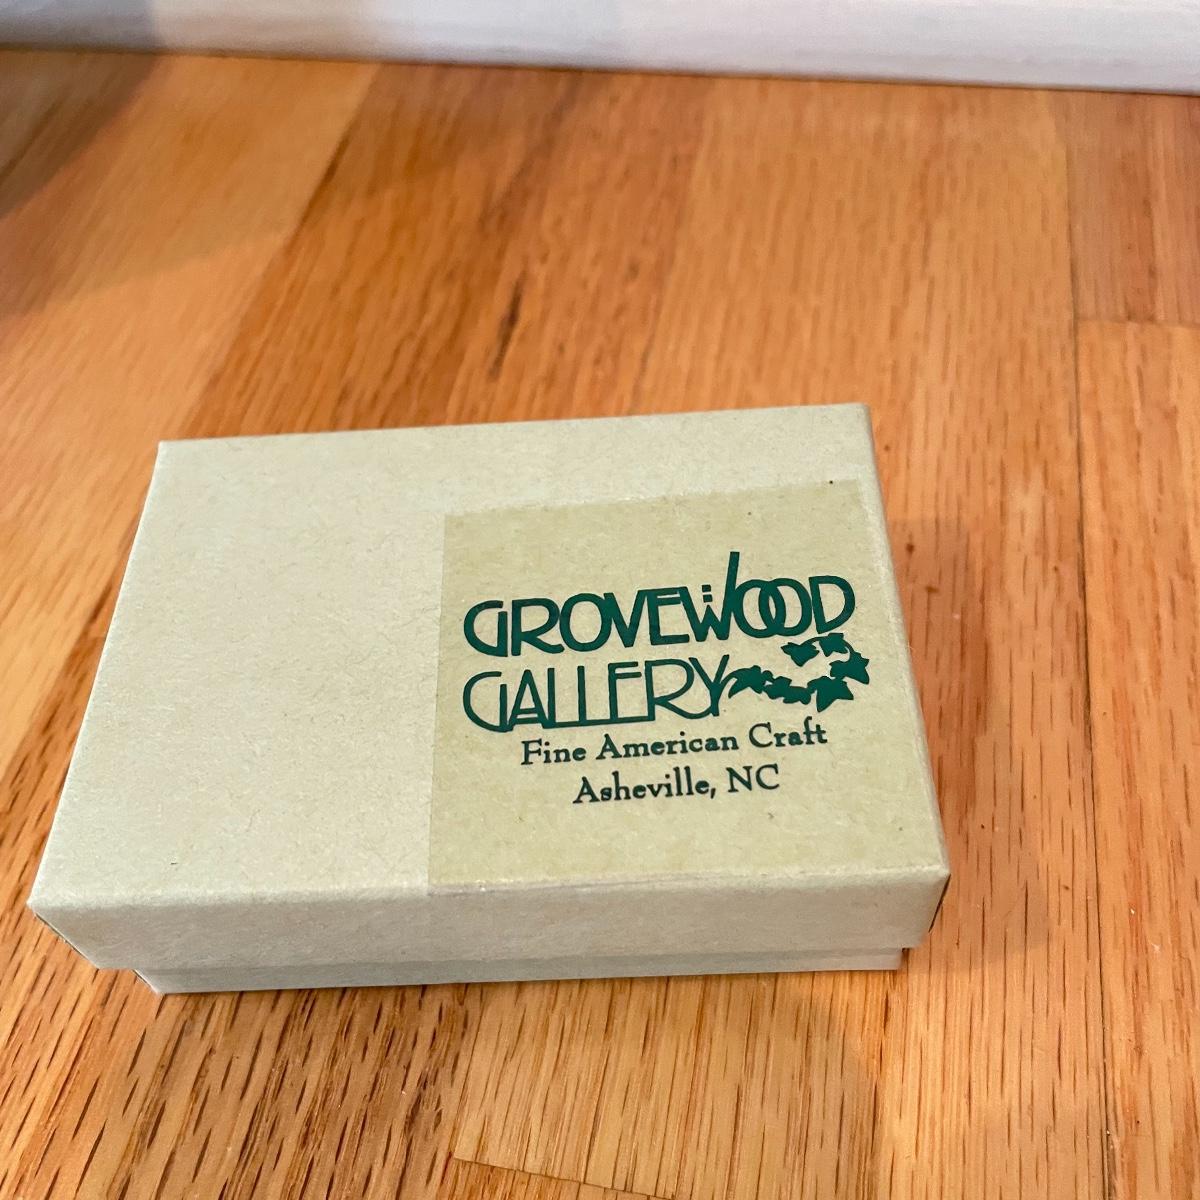 GROVEWOOD
GALLERY
Fine American Craft
Asheville, NC